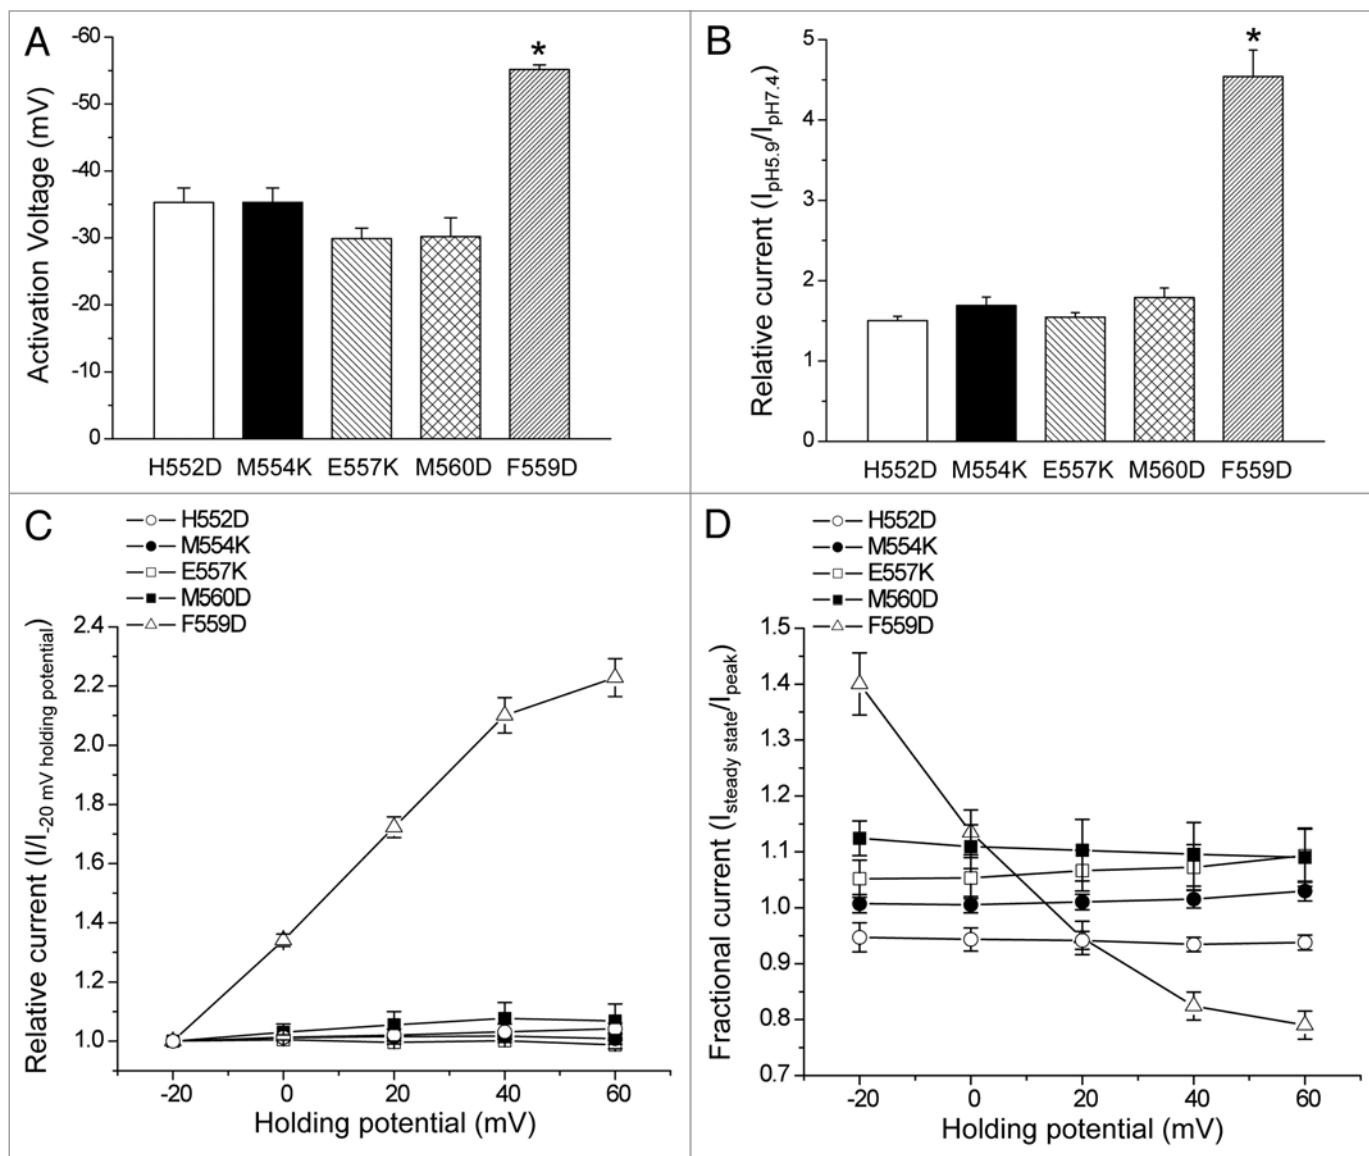 A
Activation Voltage (mV)
-60
-50
-40
-30
-20
-10
0
*
H552D M554K E557K M560D F559D
B
Relative current (IpH5.9/IpH7.4)
5
4
3
2
1
0
*
H552D M554K E557K M560D F559D
C
H552D
M554K
E557K
M560D
F559D
Relative current (I/I-20 mV holding potential)
2.4
2.2
2.0
1.8
1.6
1.4
1.2
1.0
-20 0 20 40 60
Holding potential (mV)
D
H552D
M554K
E557K
M560D
F559D
Fractional current (Isteady state/Ipeak)
1.5
1.4
1.3
1.2
1.1
1.0
0.9
0.8
0.7
-20 0 20 40 60
Holding potential (mV)